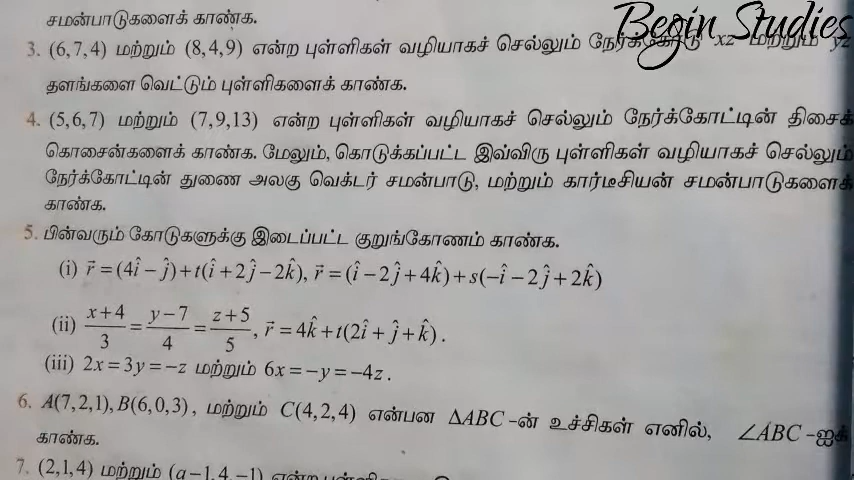 சமன்பாடுகளைக் காண்க.
Begin Studies
3. (6,7,4) மற்றும் (8,4,9) என்ற புள்ளிகள் வழியாகச் செல்லும் நேர்க்கோடு xz மற்றும் yz
தளங்களை வெட்டும் புள்ளிகளைக் காண்க.
4. (5,6,7) மற்றும் (7,9,13) என்ற புள்ளிகள் வழியாகச் செல்லும் நேர்க்கோட்டின் திசைக்
கொசைன்களைக் காண்க. மேலும், கொடுக்கப்பட்ட இவ்விரு புள்ளிகள் வழியாகச் செல்லும்
நேர்க்கோட்டின் துணை அலகு வெக்டர் சமன்பாடு, மற்றும் கார்டீசியன் சமன்பாடுகளைக்
காண்க.
5. பின்வரும் கோடுகளுக்கு இடைப்பட்ட குறுங்கோணம் காண்க.
(i) r⃗ = (4î − ĵ) + t(î + 2ĵ − 2k̂), r⃗ = (î − 2ĵ + 4k̂) + s(−î − 2ĵ + 2k̂)
(ii) (x+4)/3 = (y−7)/4 = (z+5)/5, r⃗ = 4k̂ + t(2î + ĵ + k̂).
(iii) 2x = 3y = −z மற்றும் 6x = −y = −4z.
6. A(7,2,1), B(6,0,3), மற்றும் C(4,2,4) என்பன ΔABC -ன் உச்சிகள் எனில், ∠ABC -ஐக்
காண்க.
7. (2,1,4) மற்றும் (a−1,4,−1) என்ற